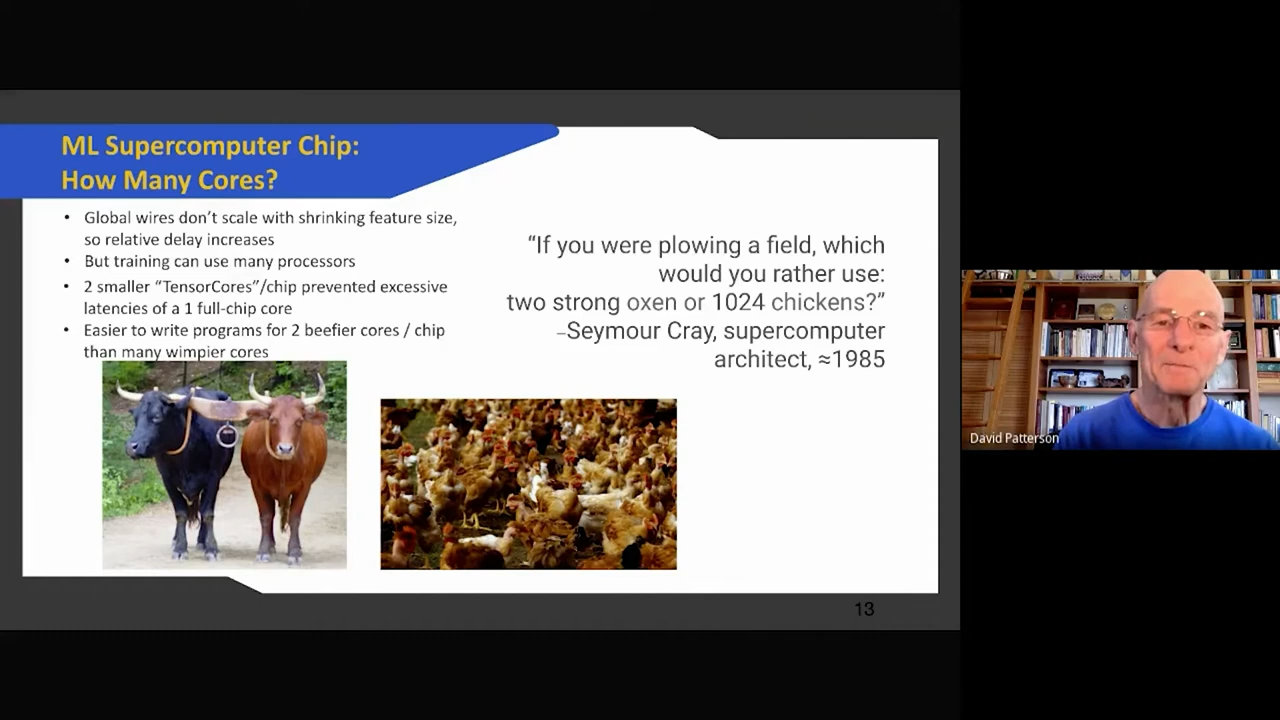 ML Supercomputer Chip:
How Many Cores?
• Global wires don’t scale with shrinking feature size,
so relative delay increases
• But training can use many processors
• 2 smaller “TensorCores”/chip prevented excessive
latencies of a 1 full-chip core
• Easier to write programs for 2 beefier cores / chip
than many wimpier cores
“If you were plowing a field, which
would you rather use:
two strong oxen or 1024 chickens?”
–Seymour Cray, supercomputer
architect, ≈1985
13
David Patterson